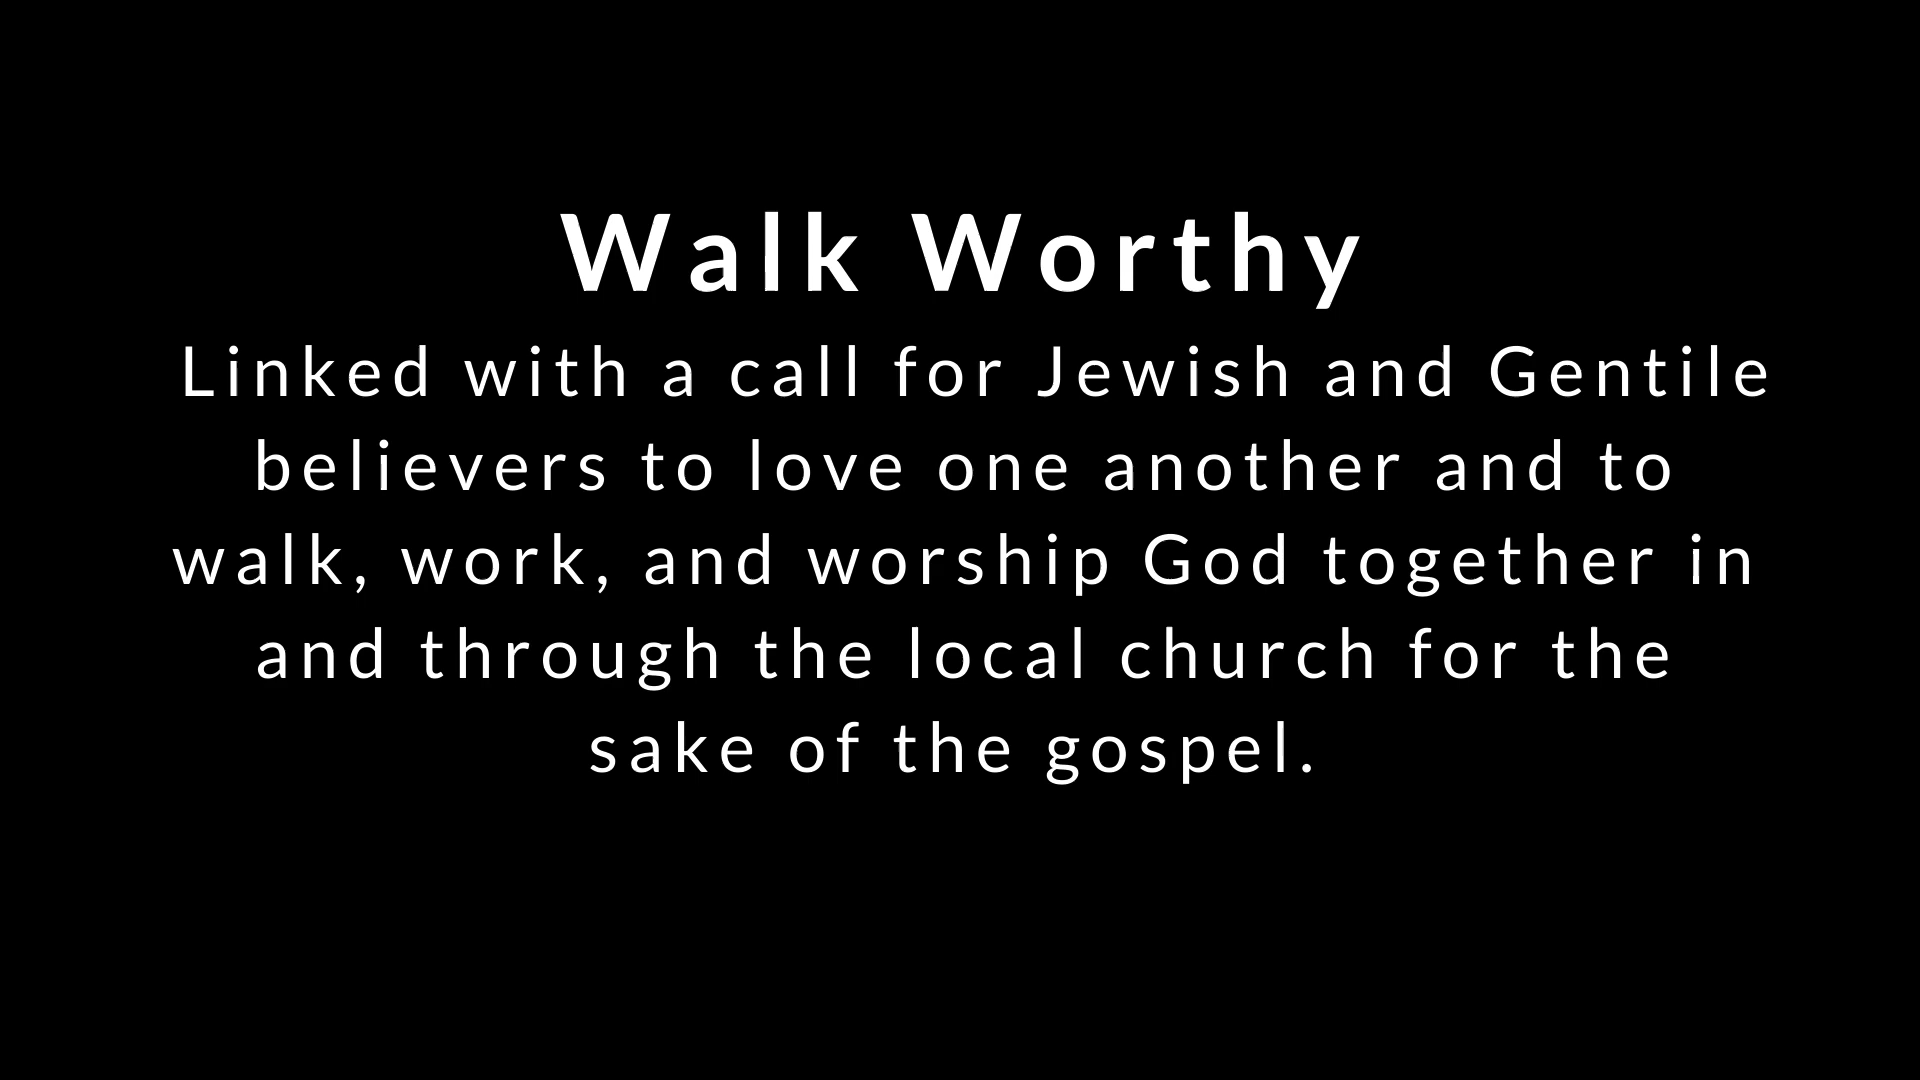 Walk Worthy
Linked with a call for Jewish and Gentile
believers to love one another and to
walk, work, and worship God together in
and through the local church for the
sake of the gospel.